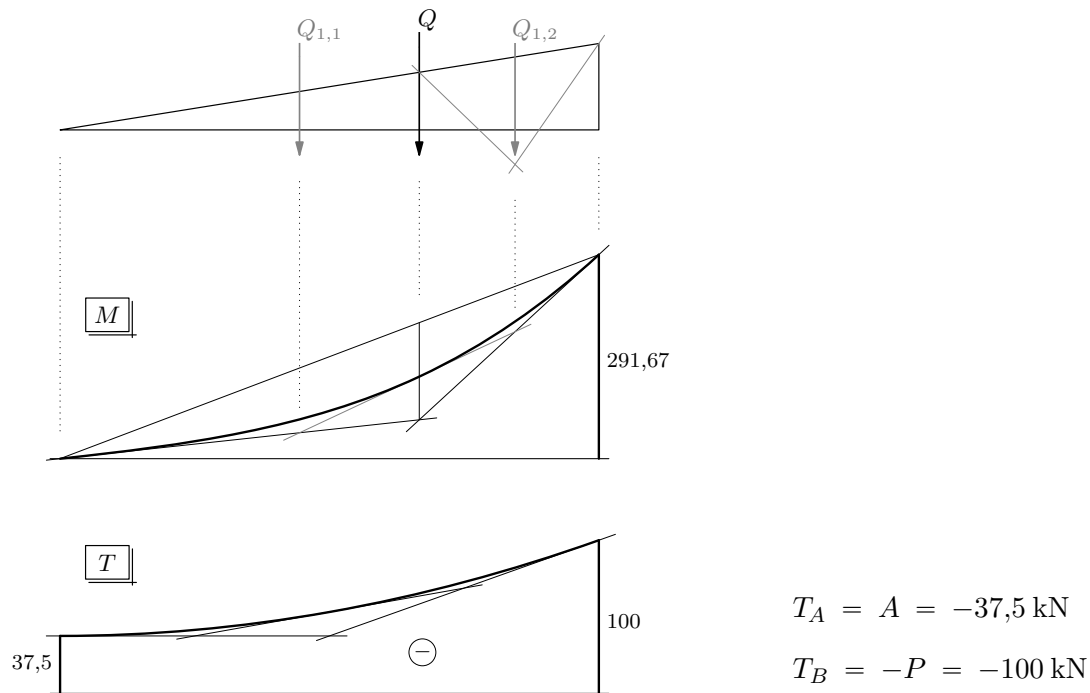 Q
Q1,1
Q1,2
M
291,67
T
37,5
−
100
T_A = A = −37,5 kN
T_B = −P = −100 kN